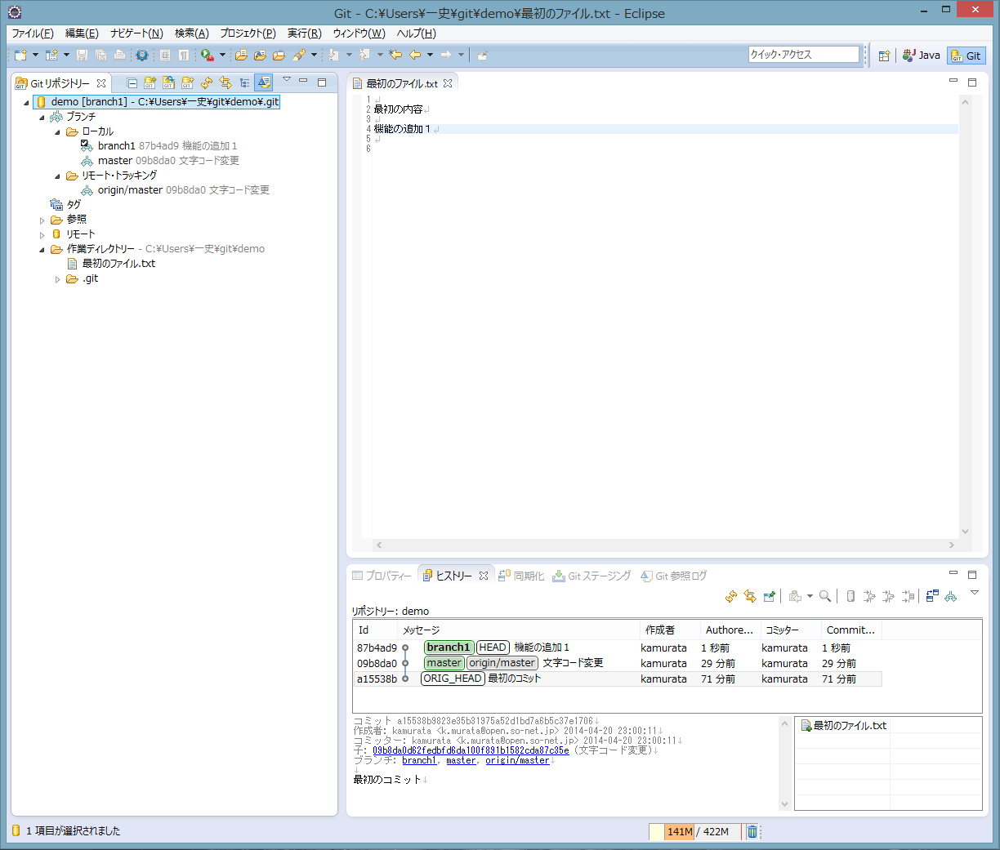 Git - C:¥Users¥一史¥git¥demo¥最初のファイル.txt - Eclipse
ファイル(F) 編集(E) ナビゲート(N) 検索(A) プロジェクト(P) 実行(R) ウィンドウ(W) ヘルプ(H)
クイック・アクセス
Java
Git
Git リポジトリー
demo [branch1] - C:¥Users¥一史¥git¥demo¥.git
ブランチ
ローカル
branch1 87b4ad9 機能の追加１
master 09b8da0 文字コード変更
リモート・トラッキング
origin/master 09b8da0 文字コード変更
タグ
参照
リモート
作業ディレクトリー - C:¥Users¥一史¥git¥demo
最初のファイル.txt
.git
最初のファイル.txt
1
2 最初の内容
3
4 機能の追加１
5
6
プロパティー ヒストリー 同期化 Git ステージング Git 参照ログ
リポジトリー: demo
Id メッセージ 作成者 Authore... コミッター Commit...
87b4ad9 branch1 HEAD 機能の追加１ kamurata 1 秒前 kamurata 1 秒前
09b8da0 master origin/master 文字コード変更 kamurata 29 分前 kamurata 29 分前
a15538b ORIG_HEAD 最初のコミット kamurata 71 分前 kamurata 71 分前
コミット a15538b9823e35b31975a52d1bd7a6b5c37e1706
作成者: kamurata <k.murata@open.so-net.jp> 2014-04-20 23:00:11
コミッター: kamurata <k.murata@open.so-net.jp> 2014-04-20 23:00:11
子: 09b8da0d62fedbfd6da100f891b1582cda87c35e (文字コード変更)
ブランチ: branch1, master, origin/master
最初のコミット
最初のファイル.txt
1 項目が選択されました
141M / 422M